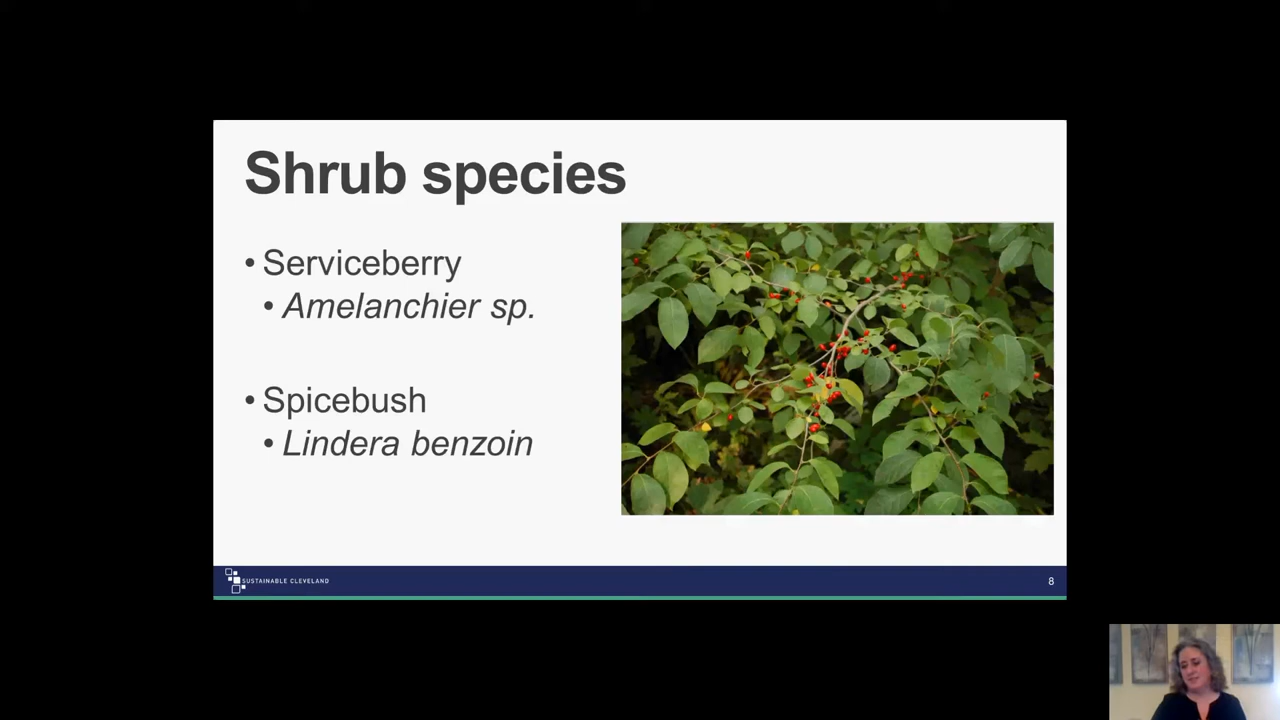 Shrub species
• Serviceberry
• Amelanchier sp.
• Spicebush
• Lindera benzoin
SUSTAINABLE CLEVELAND
8